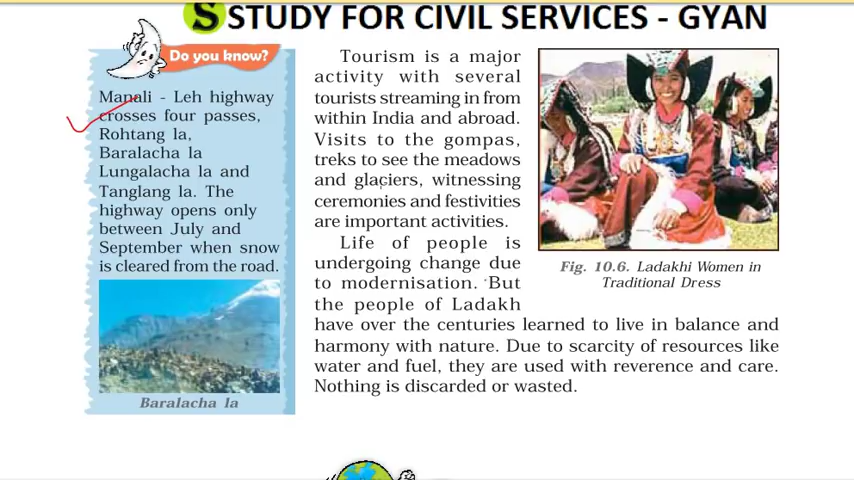 S STUDY FOR CIVIL SERVICES - GYAN
Do you know?
Manali - Leh highway
crosses four passes,
Rohtang la,
Baralacha la
Lungalacha la and
Tanglang la. The
highway opens only
between July and
September when snow
is cleared from the road.
Baralacha la
Tourism is a major
activity with several
tourists streaming in from
within India and abroad.
Visits to the gompas,
treks to see the meadows
and glaciers, witnessing
ceremonies and festivities
are important activities.
Life of people is
undergoing change due
to modernisation. But
the people of Ladakh
have over the centuries learned to live in balance and
harmony with nature. Due to scarcity of resources like
water and fuel, they are used with reverence and care.
Nothing is discarded or wasted.
Fig. 10.6. Ladakhi Women in
Traditional Dress